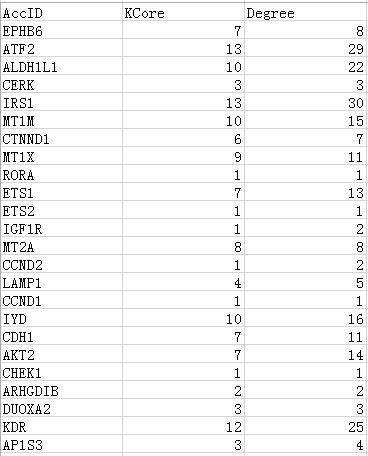 AccID KCore Degree
EPHB6 7 8
ATF2 13 29
ALDH1L1 10 22
CERK 3 3
IRS1 13 30
MT1M 10 15
CTNND1 6 7
MT1X 9 11
RORA 1 1
ETS1 7 13
ETS2 1 1
IGF1R 1 2
MT2A 8 8
CCND2 1 2
LAMP1 4 5
CCND1 1 1
IYD 10 16
CDH1 7 11
AKT2 7 14
CHEK1 1 1
ARHGDIB 2 2
DUOXA2 3 3
KDR 12 25
AP1S3 3 4